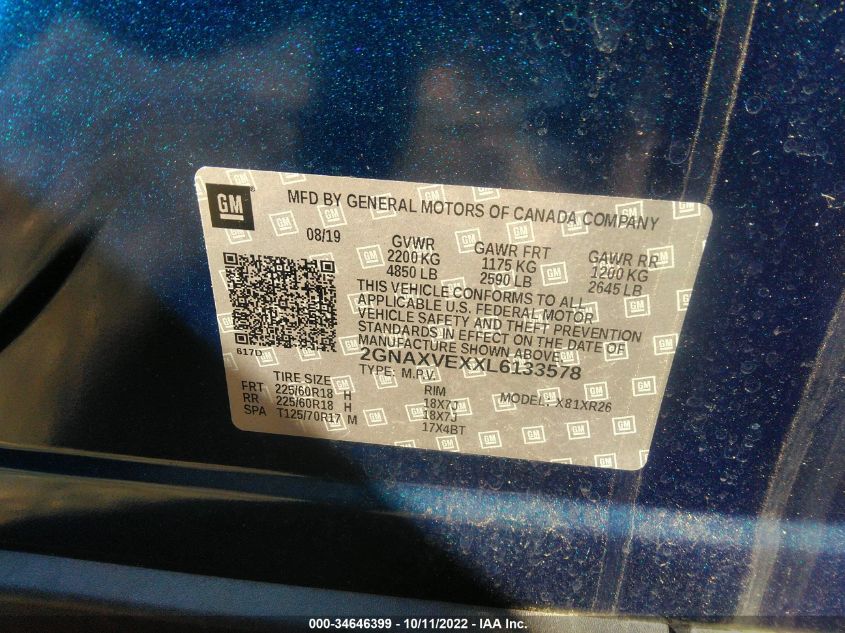 GM
MFD BY GENERAL MOTORS OF CANADA COMPANY
08/19 GVWR GAWR FRT GAWR RR
2200 KG 1175 KG 1200 KG
4850 LB 2590 LB 2645 LB
THIS VEHICLE CONFORMS TO ALL
APPLICABLE U.S. FEDERAL MOTOR
VEHICLE SAFETY AND THEFT PREVENTION
STANDARDS IN EFFECT ON THE DATE OF
MANUFACTURE SHOWN ABOVE.
617D
2GNAXVEXXL6133578
TYPE: M.P.V.
TIRE SIZE RIM MODEL: X81XR26
FRT 225/60R18 H 18X7J
RR 225/60R18 H 18X7J
SPA T125/70R17 M 17X4BT
000-34646399 - 10/11/2022 - IAA Inc.